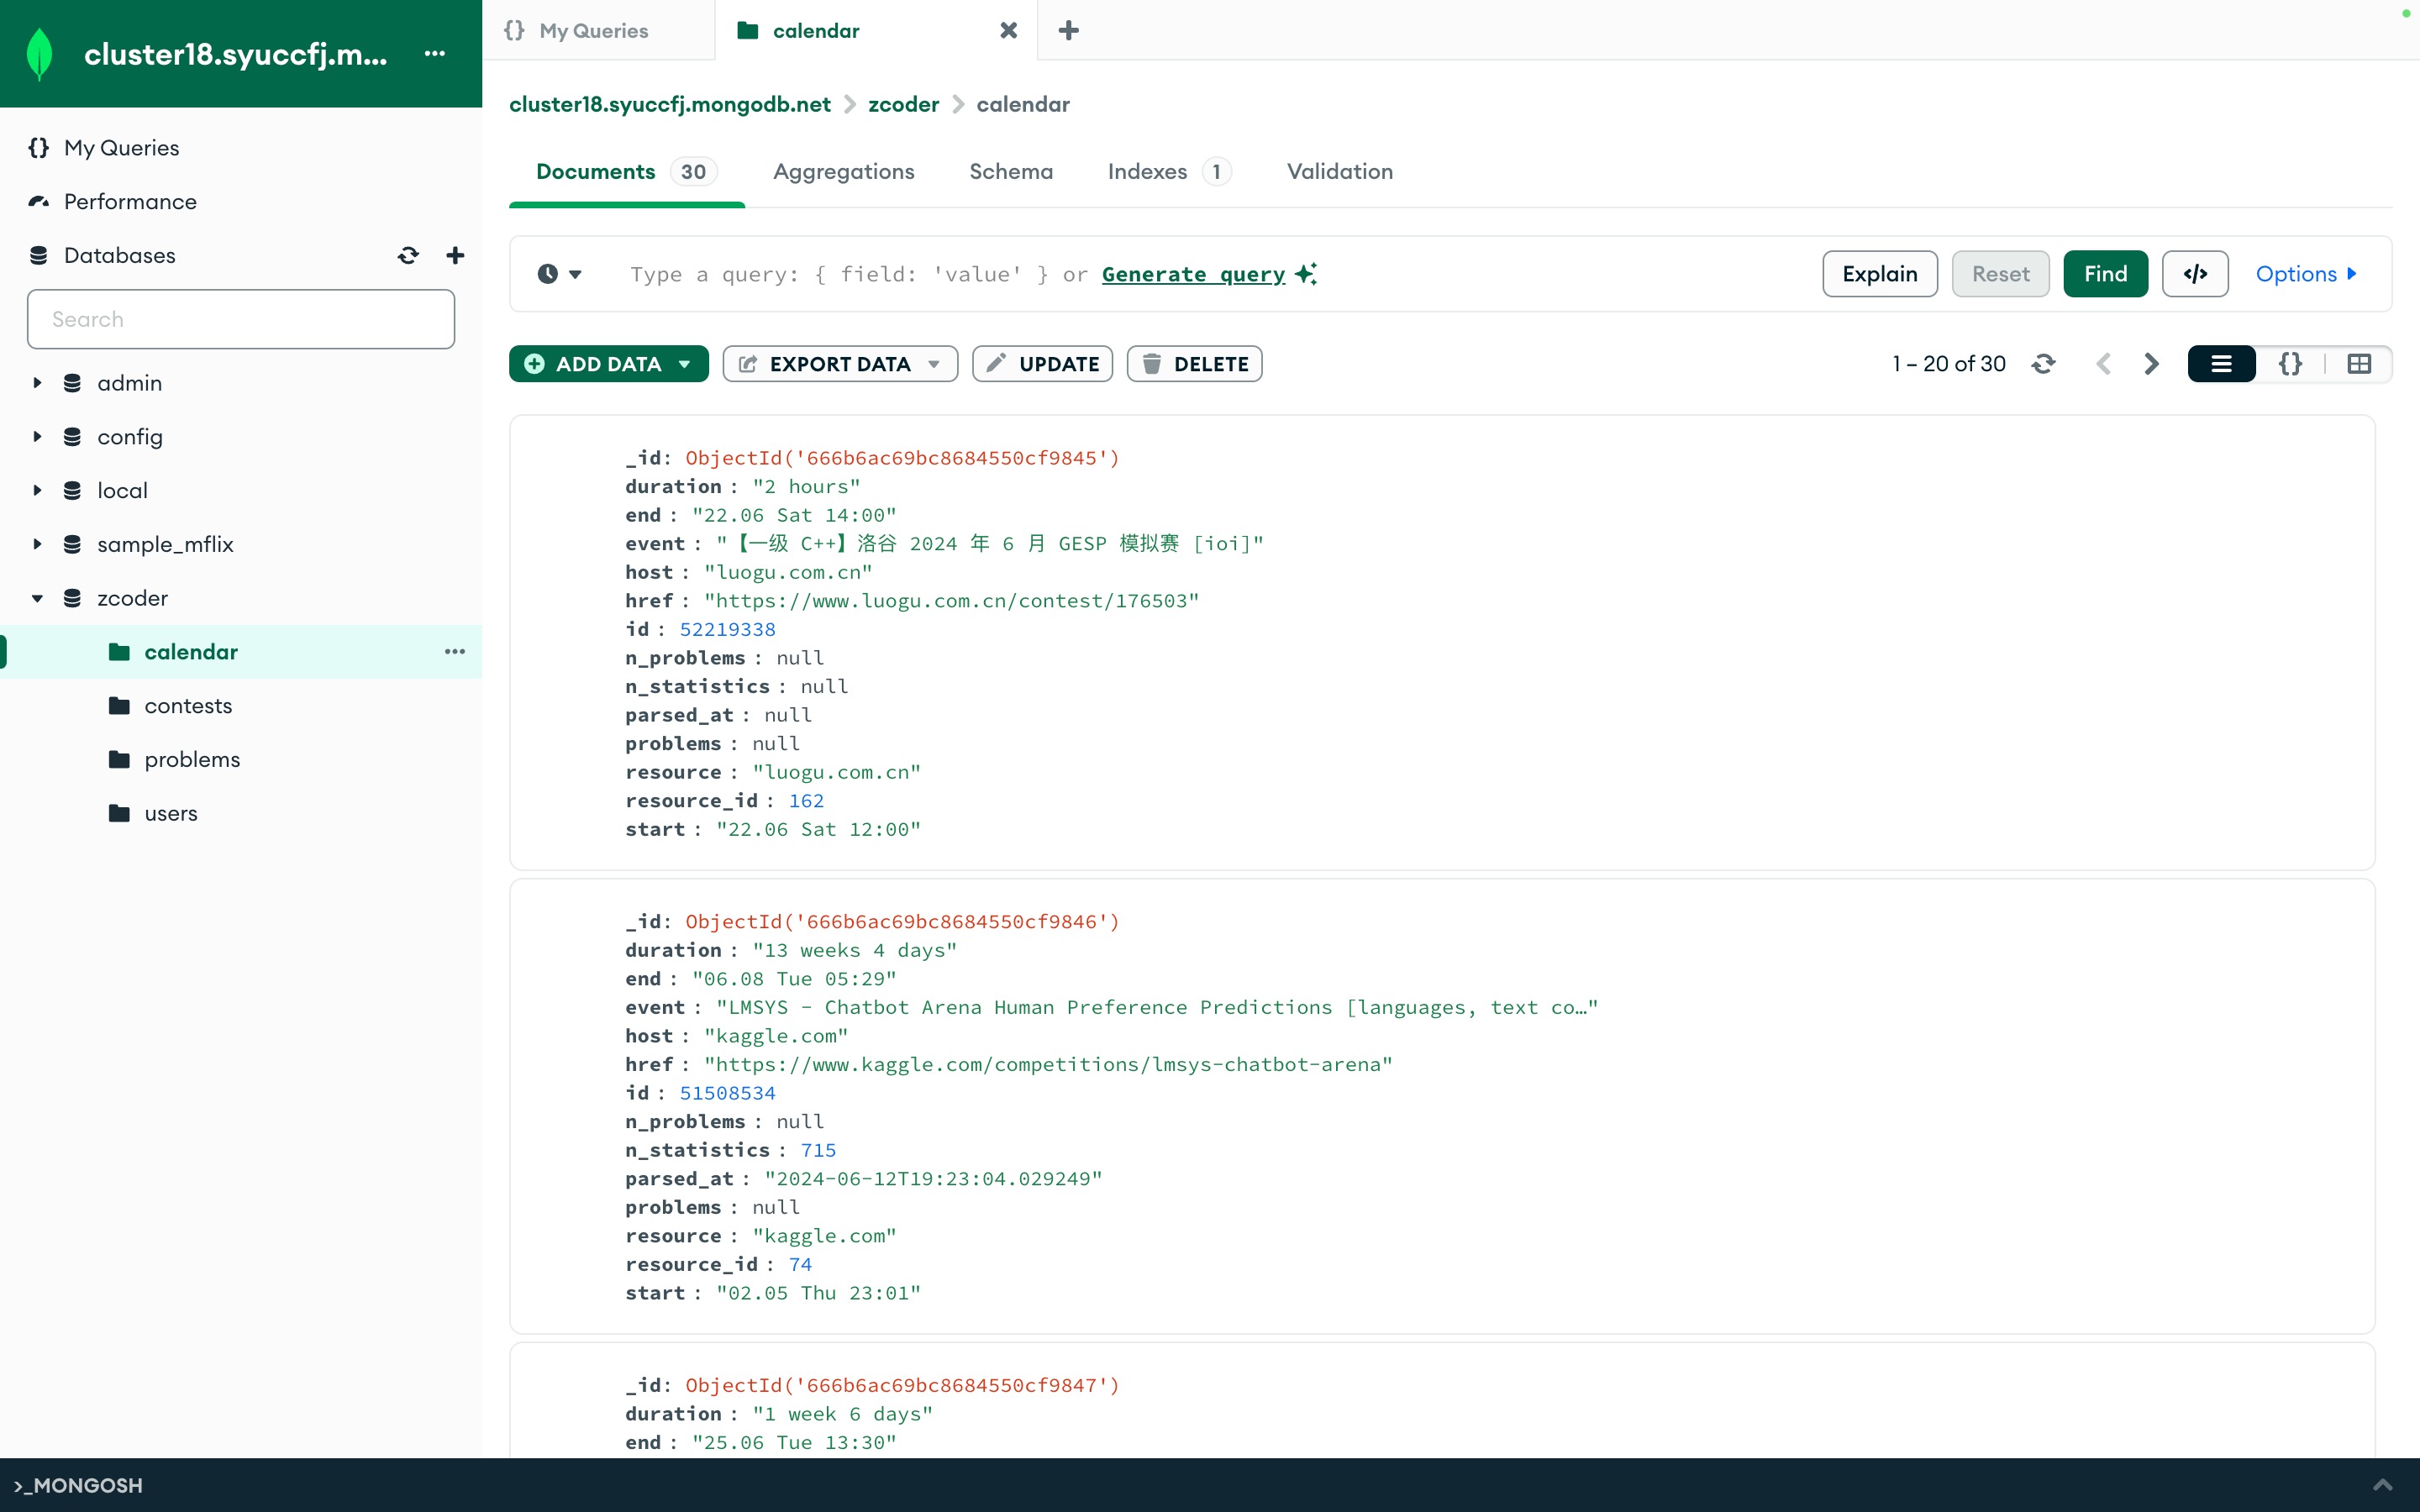 cluster18.syuccfj.m...
My Queries
Performance
Databases
Search
admin
config
local
sample_mflix
zcoder
calendar
contests
problems
users
{} My Queries
calendar
cluster18.syuccfj.mongodb.net > zcoder > calendar
Documents 30 Aggregations Schema Indexes 1 Validation
Type a query: { field: 'value' } or Generate query
Explain Reset Find </> Options
ADD DATA EXPORT DATA UPDATE DELETE
1 – 20 of 30 {}
_id: ObjectId('666b6ac69bc8684550cf9845')
duration : "2 hours"
end : "22.06 Sat 14:00"
event : "【一级 C++】洛谷 2024 年 6 月 GESP 模拟赛 [ioi]"
host : "luogu.com.cn"
href : "https://www.luogu.com.cn/contest/176503"
id : 52219338
n_problems : null
n_statistics : null
parsed_at : null
problems : null
resource : "luogu.com.cn"
resource_id : 162
start : "22.06 Sat 12:00"
_id: ObjectId('666b6ac69bc8684550cf9846')
duration : "13 weeks 4 days"
end : "06.08 Tue 05:29"
event : "LMSYS - Chatbot Arena Human Preference Predictions [languages, text co…"
host : "kaggle.com"
href : "https://www.kaggle.com/competitions/lmsys-chatbot-arena"
id : 51508534
n_problems : null
n_statistics : 715
parsed_at : "2024-06-12T19:23:04.029249"
problems : null
resource : "kaggle.com"
resource_id : 74
start : "02.05 Thu 23:01"
_id: ObjectId('666b6ac69bc8684550cf9847')
duration : "1 week 6 days"
end : "25.06 Tue 13:30"
>_MONGOSH